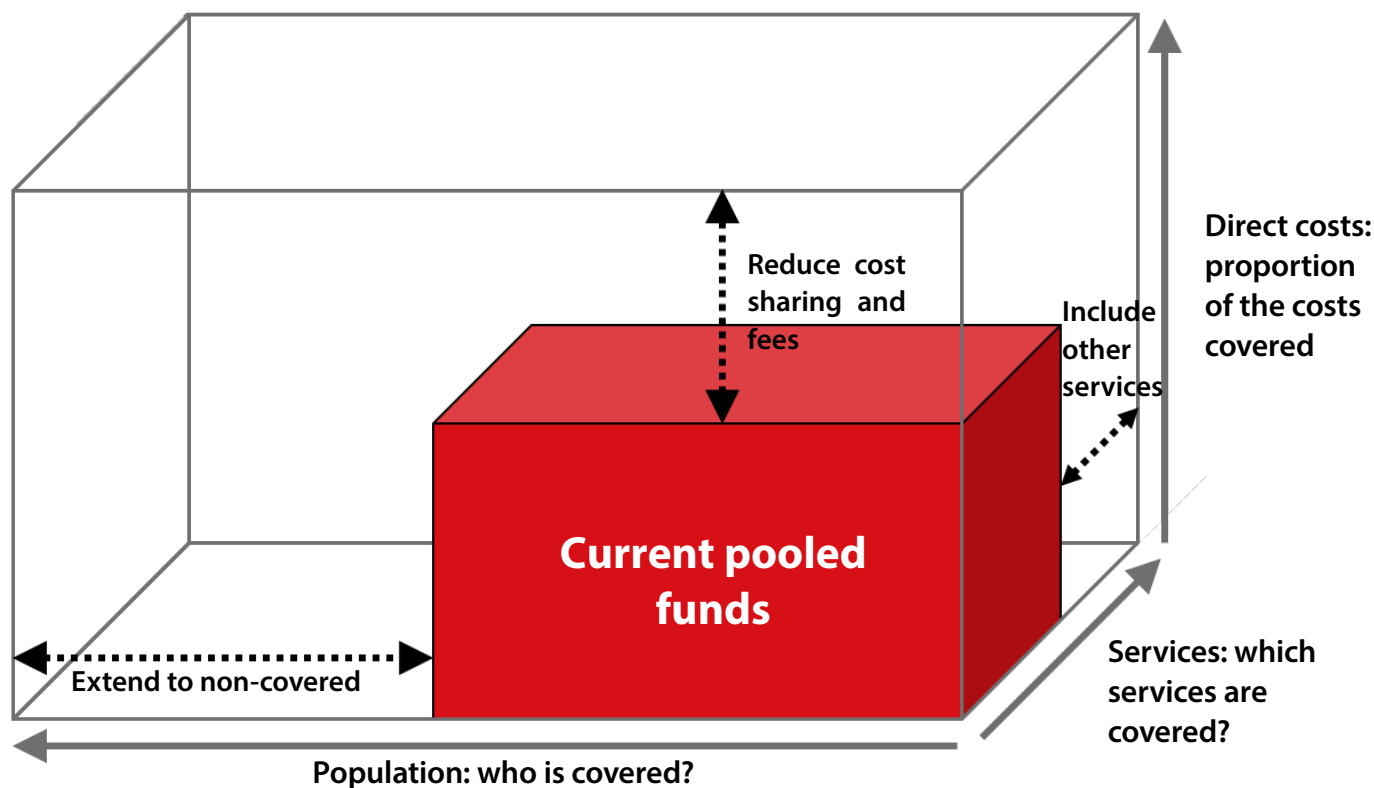 Reduce cost
sharing and
fees
Include
other
services
Direct costs:
proportion
of the costs
covered
Current pooled
funds
Extend to non-covered
Services: which
services are
covered?
Population: who is covered?